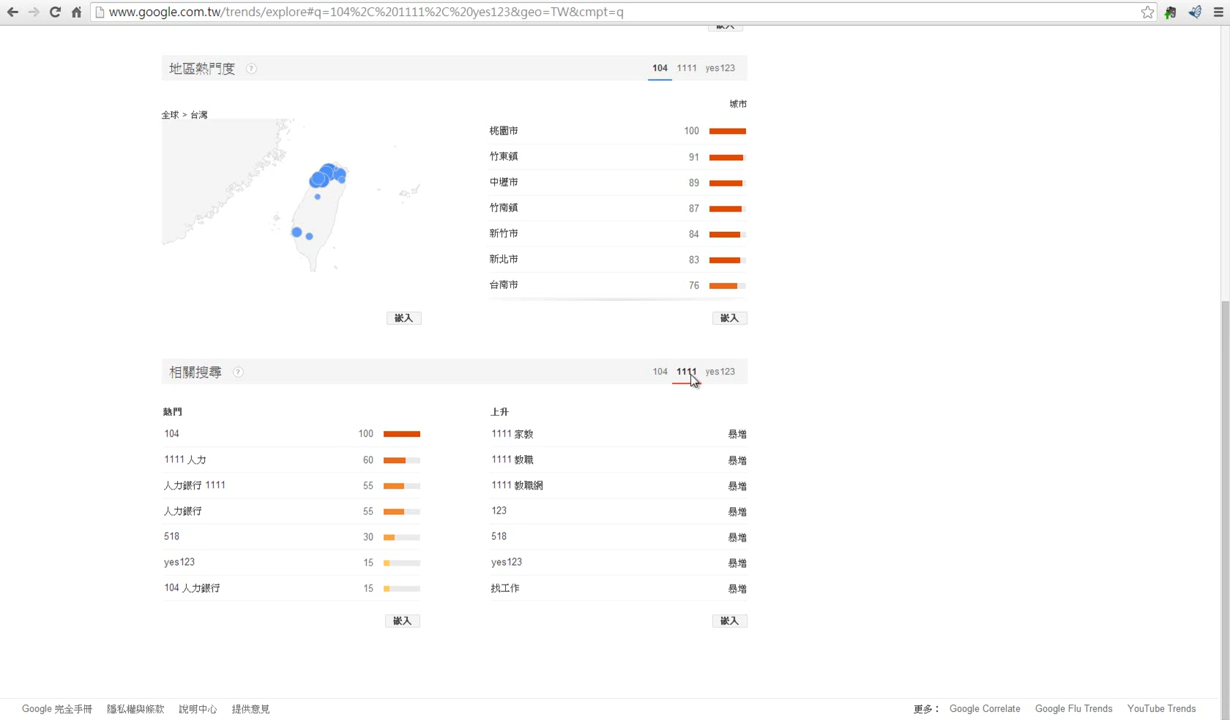 www.google.com.tw/trends/explore#q=104%2C%201111%2C%20yes123&geo=TW&cmpt=q
嵌入
地區熱門度 ? 104 1111 yes123
城市
全球 > 台灣
桃園市 100
竹東鎮 91
中壢市 89
竹南鎮 87
新竹市 84
新北市 83
台南市 76
嵌入 嵌入
相關搜尋 ? 104 1111 yes123
熱門 上升
104 100 1111 家教 暴增
1111 人力 60 1111 教職 暴增
人力銀行 1111 55 1111 教職網 暴增
人力銀行 55 123 暴增
518 30 518 暴增
yes123 15 yes123 暴增
104 人力銀行 15 找工作 暴增
嵌入 嵌入
Google 完全手冊 隱私權與條款 說明中心 提供意見 更多： Google Correlate Google Flu Trends YouTube Trends